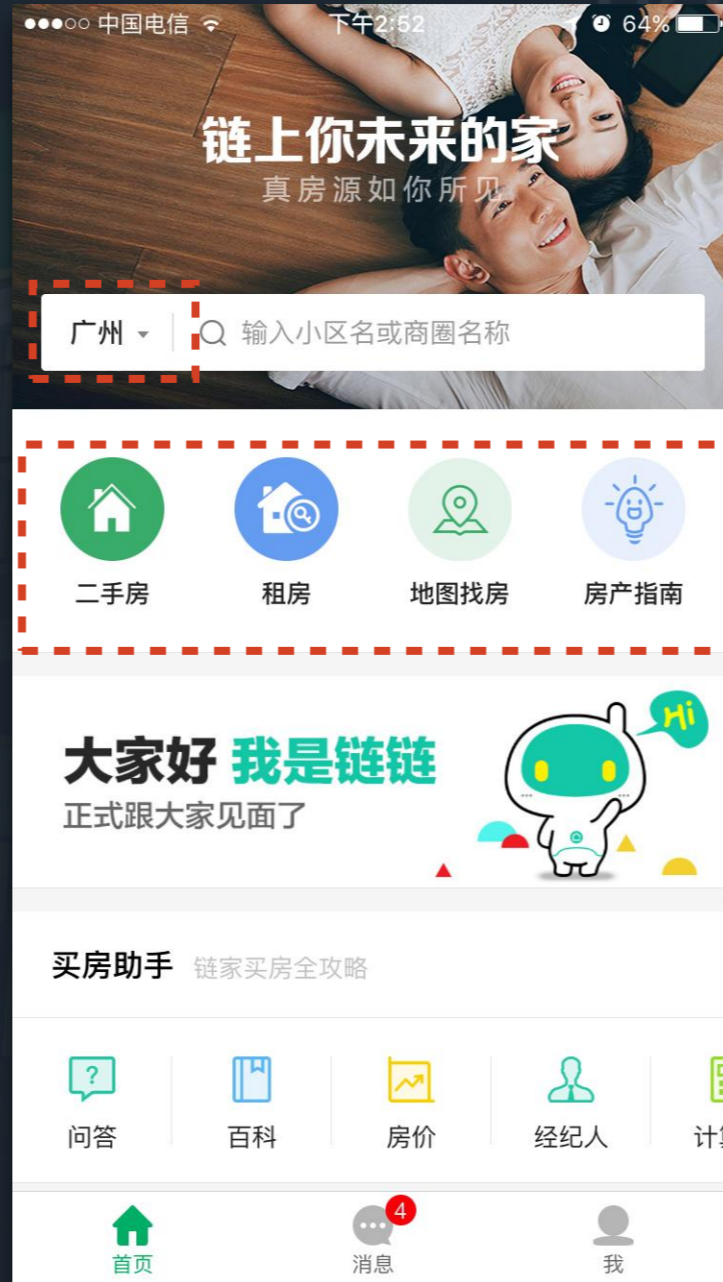 中国电信 下午2:52 64%
链上你未来的家
真房源如你所见
广州 输入小区名或商圈名称
二手房 租房 地图找房 房产指南
Hi
大家好 我是链链
正式跟大家见面了
买房助手 链家买房全攻略
问答 百科 房价 经纪人 计
4
首页 消息 我